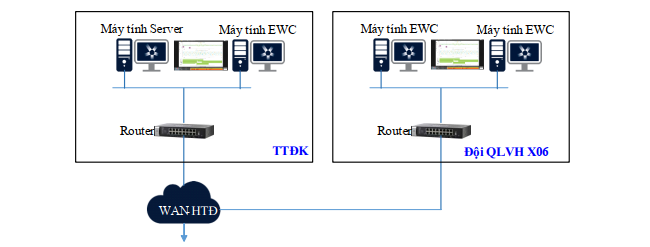 Máy tính Server
Máy tính EWC
Router
TTĐK
Máy tính EWC
Máy tính EWC
Router
Đội QLVH X06
WAN HTĐ